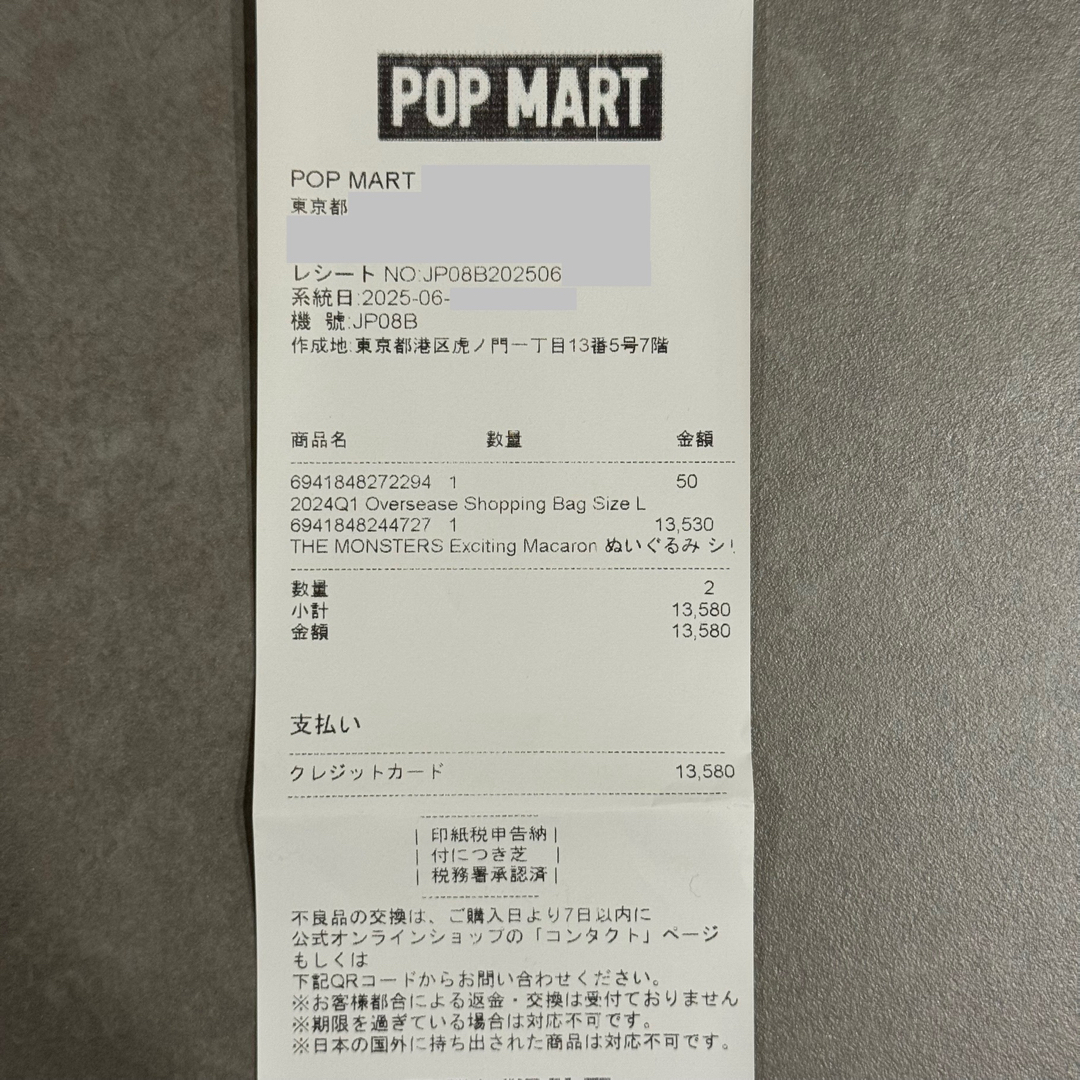 POP MART
POP MART
東京都
レシート NO:JP08B202506
系統日:2025-06-
機 號:JP08B
作成地:東京都港区虎ノ門一丁目13番5号7階
商品名 数量 金額
6941848272294 1 50
2024Q1 Oversease Shopping Bag Size L
6941848244727 1 13,530
THE MONSTERS Exciting Macaron ぬいぐるみ シ
数量 2
小計 13,580
金額 13,580
支払い
クレジットカード 13,580
印紙税申告納
付につき芝
税務署承認済
不良品の交換は、ご購入日より7日以内に
公式オンラインショップの「コンタクト」ページ
もしくは
下記QRコードからお問い合わせください。
※お客様都合による返金・交換は受付ておりません
※期限を過ぎている場合は対応不可です。
※日本の国外に持ち出された商品は対応不可です。